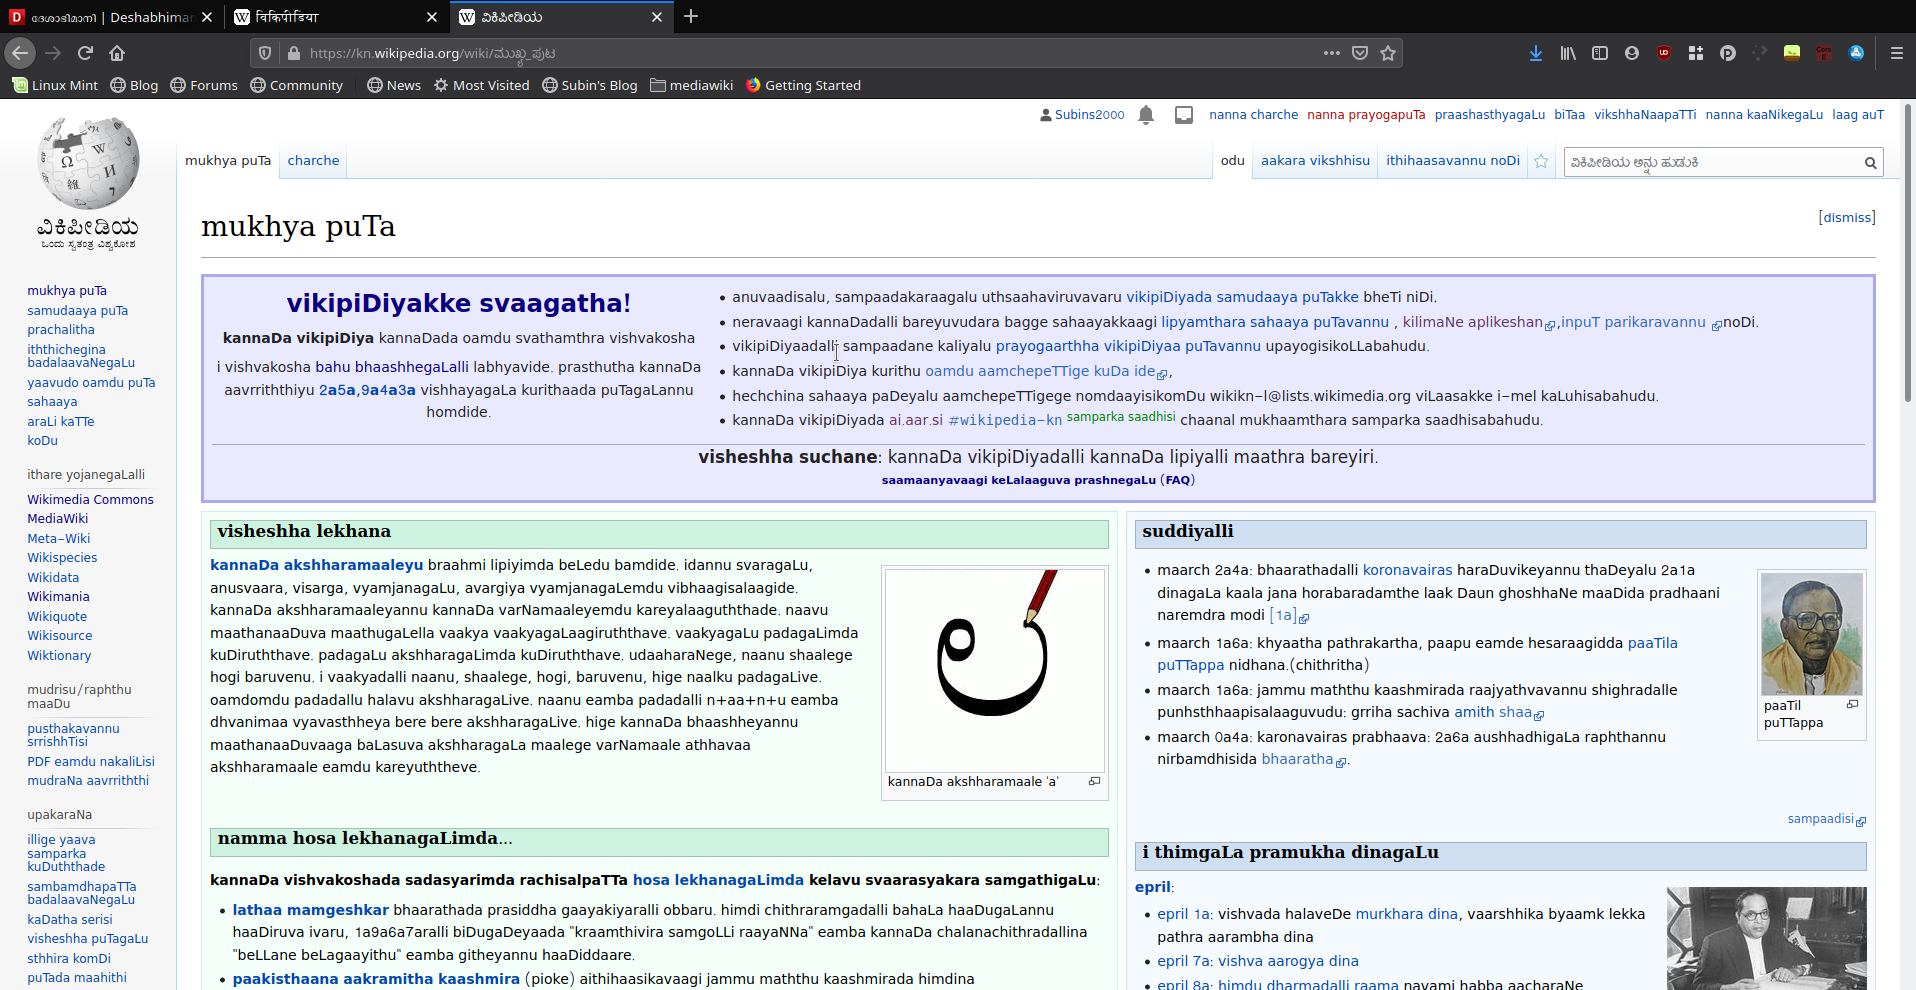 ദേശാഭിമാനി | Deshabhimar
विकिपीडिया
ವಿಕಿಪೀಡಿಯ
https://kn.wikipedia.org/wiki/ಮುಖ್ಯ_ಪುಟ
Linux Mint Blog Forums Community News Most Visited Subin's Blog mediawiki Getting Started
Subins2000 nanna charche nanna prayogapuTa praashasthyagaLu biTaa vikshhaNaapaTTi nanna kaaNikegaLu laag auT
mukhya puTa charche odu aakara vikshhisu ithihaasavannu noDi ವಿಕಿಪೀಡಿಯ ಅನ್ನು ಹುಡುಕಿ
ವಿಕಿಪೀಡಿಯ
ಒಂದು ಸ್ವತಂತ್ರ ವಿಶ್ವಕೋಶ
mukhya puTa
samudaaya puTa
prachalitha
iththichegina
badalaavaNegaLu
yaavudo oamdu puTa
sahaaya
araLi kaTTe
koDu
ithare yojanegaLalli
Wikimedia Commons
MediaWiki
Meta-Wiki
Wikispecies
Wikidata
Wikimania
Wikiquote
Wikisource
Wiktionary
mudrisu/raphthu
maaDu
pusthakavannu
srrishhTisi
PDF eamdu nakaliLisi
mudraNa aavrriththi
upakaraNa
illige yaava
samparka
kuDuththade
sambamdhapaTTa
badalaavaNegaLu
kaDatha serisi
visheshha puTagaLu
sthhira komDi
puTada maahithi
mukhya puTa
[dismiss]
vikipiDiyakke svaagatha!
kannaDa vikipiDiya kannaDada oamdu svathamthra vishvakosha
i vishvakosha bahu bhaashhegaLalli labhyavide. prasthutha kannaDa
aavrriththiyu 2a5a,9a4a3a vishhayagaLa kurithaada puTagaLannu
homdide.
anuvaadisalu, sampaadakaraagalu uthsaahaviruvavaru vikipiDiyada samudaaya puTakke bheTi niDi.
neravaagi kannaDadalli bareyuvudara bagge sahaayakkaagi lipyamthara sahaaya puTavannu , kilimaNe aplikeshan,inpuT parikaravannu noDi.
vikipiDiyaadalli sampaadane kaliyalu prayogaarthha vikipiDiyaa puTavannu upayogisikoLLabahudu.
kannaDa vikipiDiya kurithu oamdu aamchepeTTige kuDa ide,
hechchina sahaaya paDeyalu aamchepeTTigege nomdaayisikomDu wikikn-l@lists.wikimedia.org viLaasakke i-mel kaLuhisabahudu.
kannaDa vikipiDiyada ai.aar.si #wikipedia-kn samparka saadhisi chaanal mukhaamthara samparka saadhisabahudu.
visheshha suchane: kannaDa vikipiDiyadalli kannaDa lipiyalli maathra bareyiri.
saamaanyavaagi keLalaaguva prashnegaLu (FAQ)
visheshha lekhana
kannaDa akshharamaaleyu braahmi lipiyimda beLedu bamdide. idannu svaragaLu,
anusvaara, visarga, vyamjanagaLu, avargiya vyamjanagaLemdu vibhaagisalaagide.
kannaDa akshharamaaleyannu kannaDa varNamaaleyemdu kareyalaaguththade. naavu
maathanaaDuva maathugaLella vaakya vaakyagaLaagiruththave. vaakyagaLu padagaLimda
kuDiruththave. padagaLu akshharagaLimda kuDiruththave. udaaharaNege, naanu shaalege
hogi baruvenu. i vaakyadalli naanu, shaalege, hogi, baruvenu, hige naalku padagaLive.
oamdomdu padadallu halavu akshharagaLive. naanu eamba padadalli n+aa+n+u eamba
dhvanimaa vyavasthheya bere bere akshharagaLive. hige kannaDa bhaashheyannu
maathanaaDuvaaga baLasuva akshharagaLa maalege varNamaale athhavaa
akshharamaale eamdu kareyuththeve.
kannaDa akshharamaale 'a'
namma hosa lekhanagaLimda...
kannaDa vishvakoshada sadasyarimda rachisalpaTTa hosa lekhanagaLimda kelavu svaarasyakara samgathigaLu:
lathaa mamgeshkar bhaarathada prasiddha gaayakiyaralli obbaru. himdi chithraramgadalli bahaLa haaDugaLannu
haaDiruva ivaru, 1a9a6a7aralli biDugaDeyaada "kraamthivira samgoLLi raayaNNa" eamba kannaDa chalanachithradallina
"beLLane beLagaayithu" eamba githeyannu haaDiddaare.
paakisthaana aakramitha kaashmira (pioke) aithihaasikavaagi jammu maththu kaashmirada himdina
suddiyalli
maarch 2a4a: bhaarathadalli koronavairas haraDuvikeyannu thaDeyalu 2a1a
dinagaLa kaala jana horabaradamthe laak Daun ghoshhaNe maaDida pradhaani
naremdra modi [1a]
maarch 1a6a: khyaatha pathrakartha, paapu eamde hesaraagidda paaTila
puTTappa nidhana.(chithritha)
maarch 1a6a: jammu maththu kaashmirada raajyathvavannu shighradalle
punhsthhaapisalaaguvudu: grriha sachiva amith shaa
maarch 0a4a: karonavairas prabhaava: 2a6a aushhadhigaLa raphthannu
nirbamdhisida bhaaratha.
paaTil
puTTappa
sampaadisi
i thimgaLa pramukha dinagaLu
epril:
epril 1a: vishvada halaveDe murkhara dina, vaarshhika byaamk lekka
pathra aarambha dina
epril 7a: vishva aarogya dina
epril 8a: himdu dharmadalli raama navami habba aacharaNe